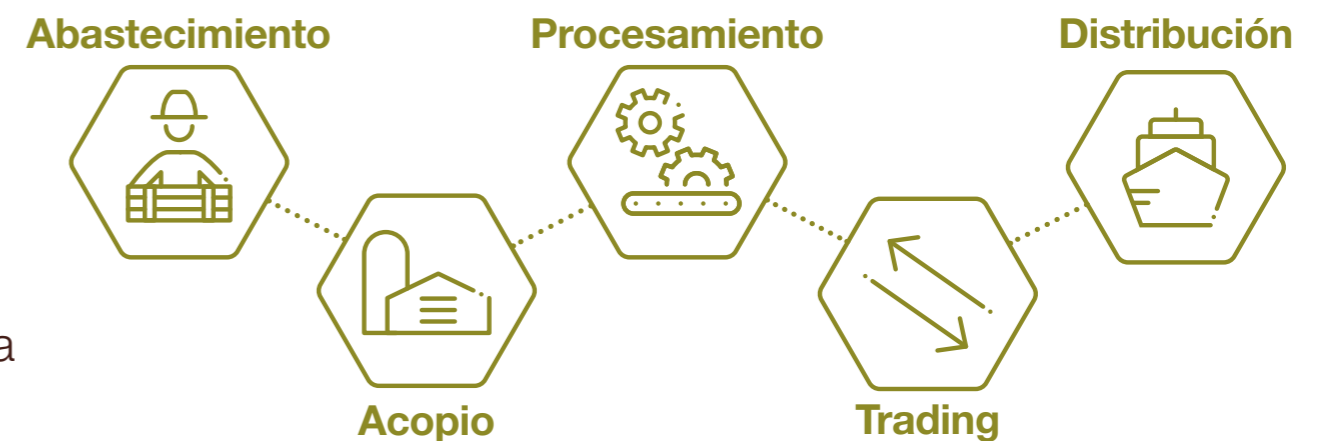 Abastecimiento
Procesamiento
Distribución
a
Acopio
Trading